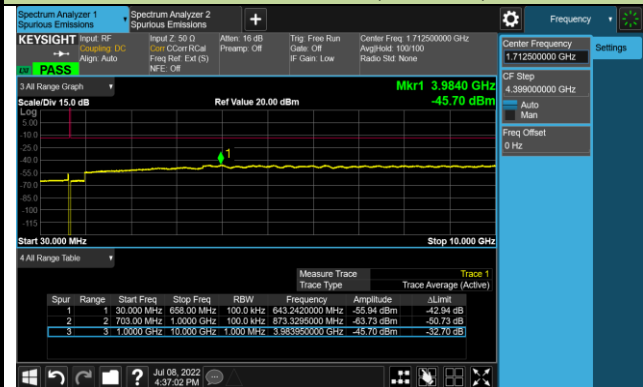 Spectrum Analyzer 1
Spurious Emissions
Spectrum Analyzer 2
Spurious Emissions
Frequency
KEYSIGHT
Input: RF
Coupling: DC
Align: Auto
Input Z: 50 Ω
Corr CCorr RCal
Freq Ref: Ext (S)
NFE: Off
Atten: 16 dB
Preamp: Off
Trig: Free Run
Gate: Off
IF Gain: Low
Center Freq: 1.712500000 GHz
Avg|Hold: 100/100
Radio Std: None
PASS
Center Frequency
1.712500000 GHz
Settings
CF Step
4.399000000 GHz
Auto
Man
Freq Offset
0 Hz
3 All Range Graph
Mkr1 3.9840 GHz
Scale/Div 15.0 dB
Ref Value 20.00 dBm
-45.70 dBm
Log
5.00
-10.0
-25.0
-40.0
-55.0
-70.0
-85.0
-100
-115
1
Start 30.000 MHz
Stop 10.000 GHz
4 All Range Table
Measure Trace
Trace 1
Trace Type
Trace Average (Active)
Spur Range Start Freq Stop Freq RBW Frequency Amplitude ΔLimit
1 1 30.000 MHz 658.00 MHz 100.0 kHz 643.2420000 MHz -55.94 dBm -42.94 dB
2 2 703.00 MHz 1.0000 GHz 100.0 kHz 873.3295000 MHz -63.73 dBm -50.73 dB
3 3 1.0000 GHz 10.000 GHz 1.000 MHz 3.983950000 GHz -45.70 dBm -32.70 dB
Jul 08, 2022
4:37:02 PM